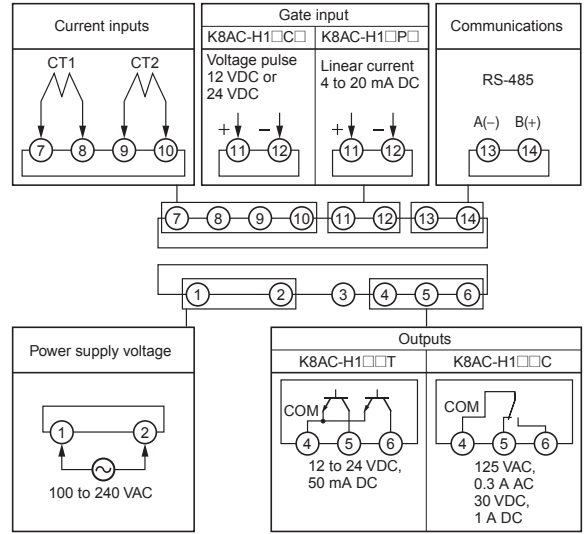 Current inputs
CT1 CT2
7 8 9 10
Gate input
K8AC-H1□C□
Voltage pulse
12 VDC or
24 VDC
+ −
11 12
K8AC-H1□P□
Linear current
4 to 20 mA DC
+ −
11 12
Communications
RS-485
A(−) B(+)
13 14
7 8 9 10 11 12 13 14
1 2 3 4 5 6
Power supply voltage
1 2
100 to 240 VAC
Outputs
K8AC-H1□□T
COM
4 5 6
12 to 24 VDC,
50 mA DC
K8AC-H1□□C
COM
4 5 6
125 VAC,
0.3 A AC
30 VDC,
1 A DC